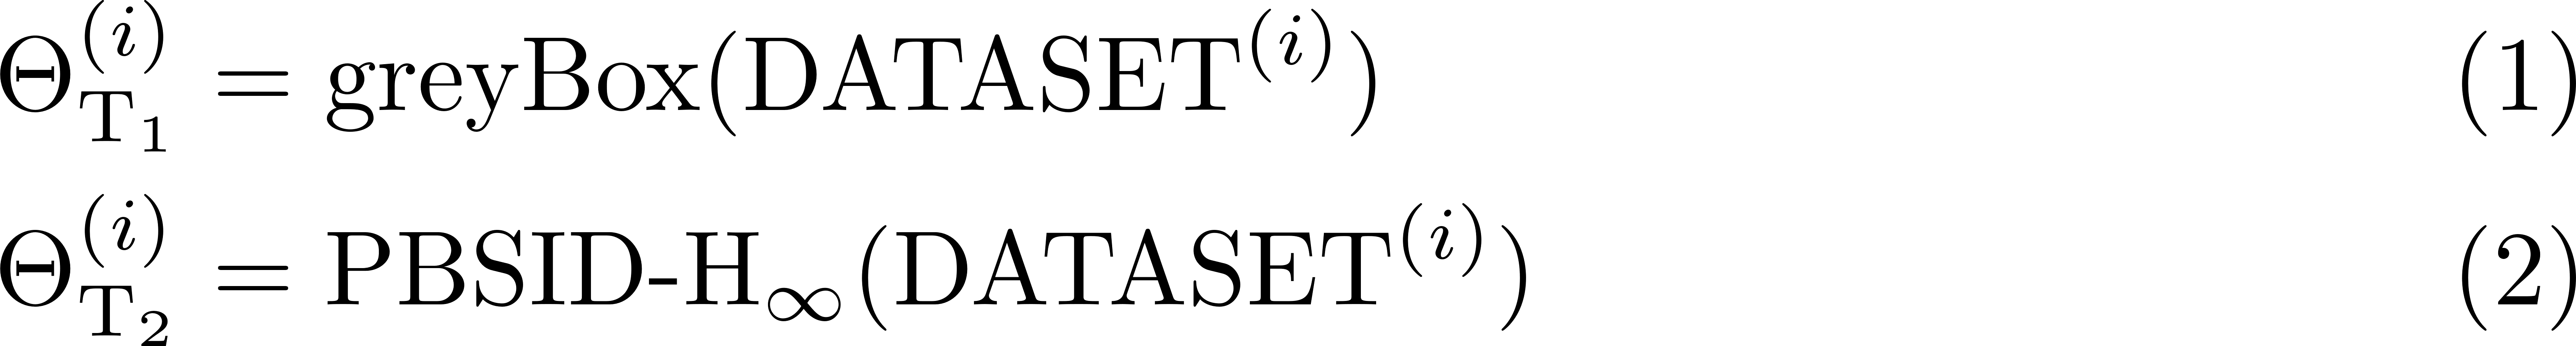 Θ_{T_1}^{(i)} = greyBox(DATASET^{(i)}) (1)
Θ_{T_2}^{(i)} = PBSID-H_∞(DATASET^{(i)}) (2)